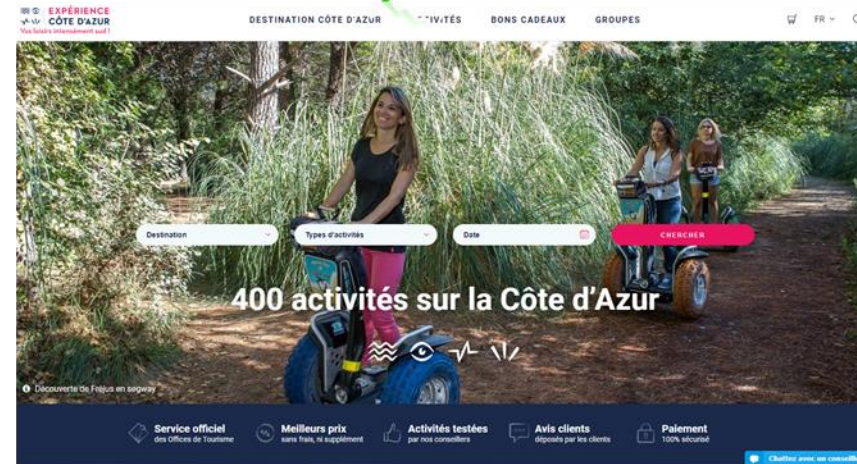 EXPÉRIENCE
CÔTE D'AZUR
Vos loisirs intensément sud !
DESTINATION CÔTE D'AZUR
BONS CADEAUX
GROUPES
FR
Destination
Types d'activités
Date
CHERCHER
400 activités sur la Côte d'Azur
Découverte de Fréjus en segway
Service officiel
des Offices de Tourisme
Meilleurs prix
sans frais, ni supplément
Activités testées
par nos conseillers
Avis clients
déposés par les clients
Paiement
100% sécurisé
Chattez avec un conseiller